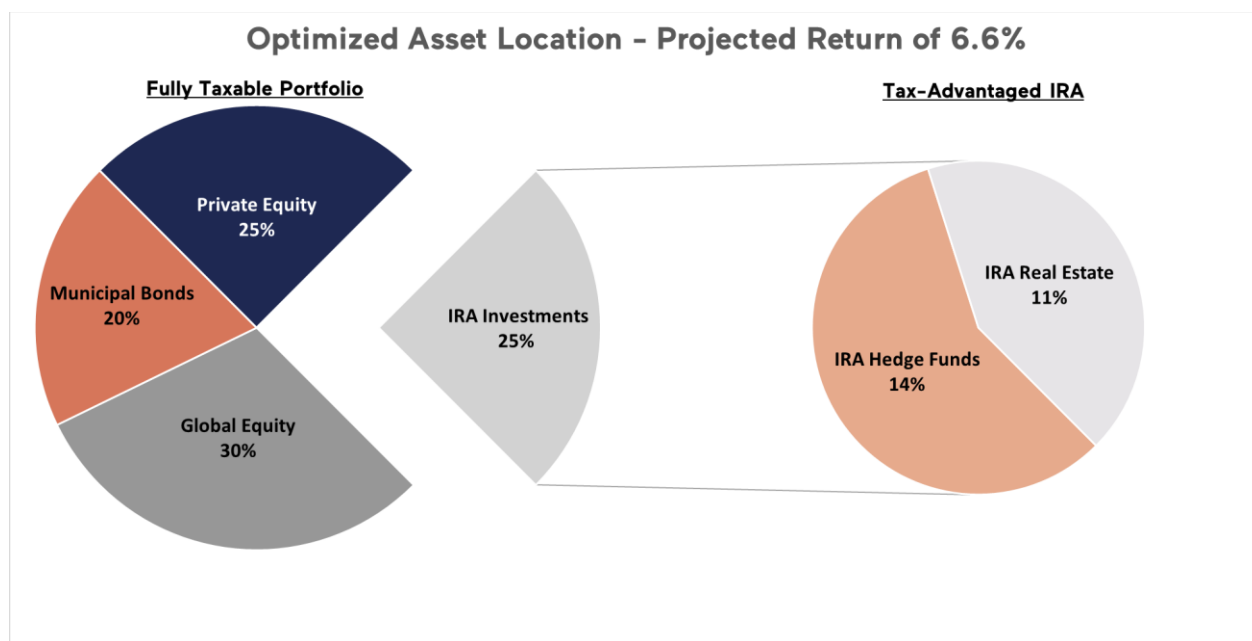 Optimized Asset Location - Projected Return of 6.6%
Fully Taxable Portfolio
Tax-Advantaged IRA
Private Equity
25%
Municipal Bonds
20%
Global Equity
30%
IRA Investments
25%
IRA Real Estate
11%
IRA Hedge Funds
14%